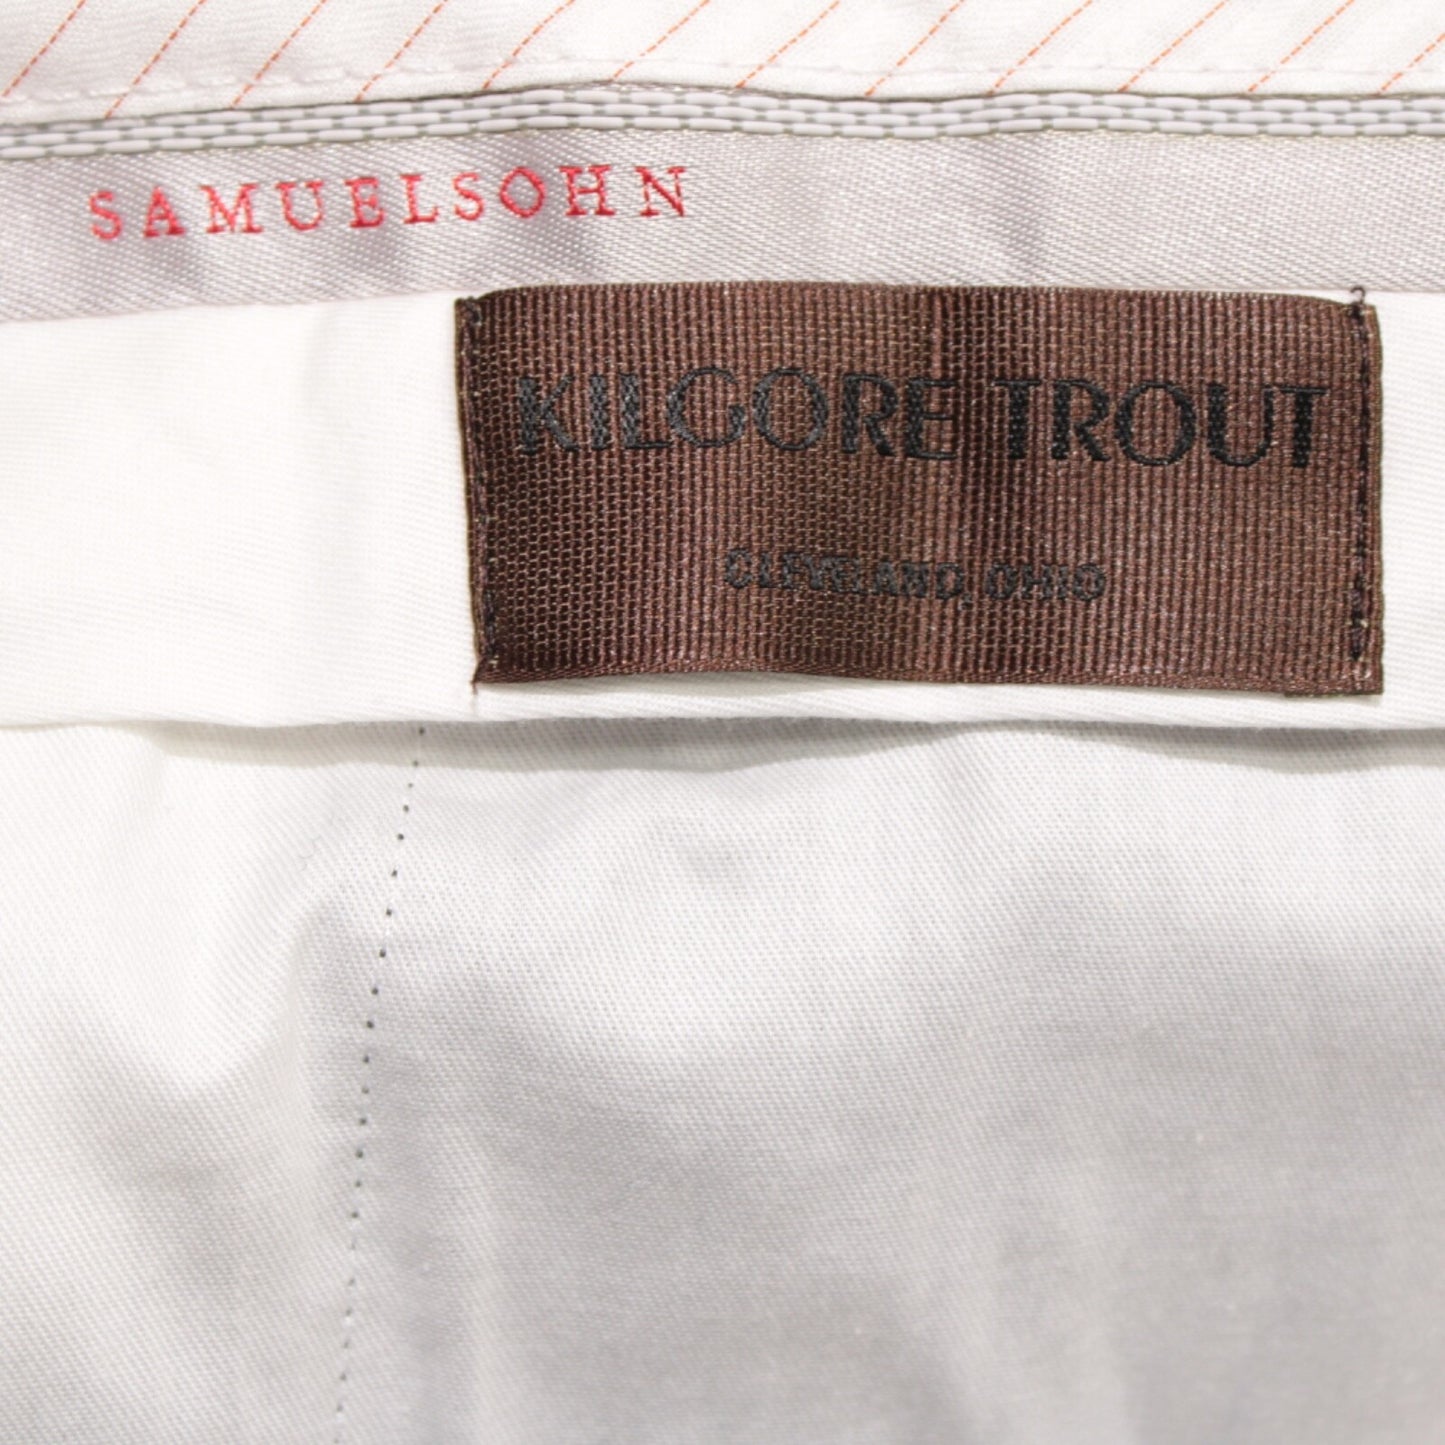 SAMUELSOHN
KILGORE TROUT
CLEVELAND, OHIO